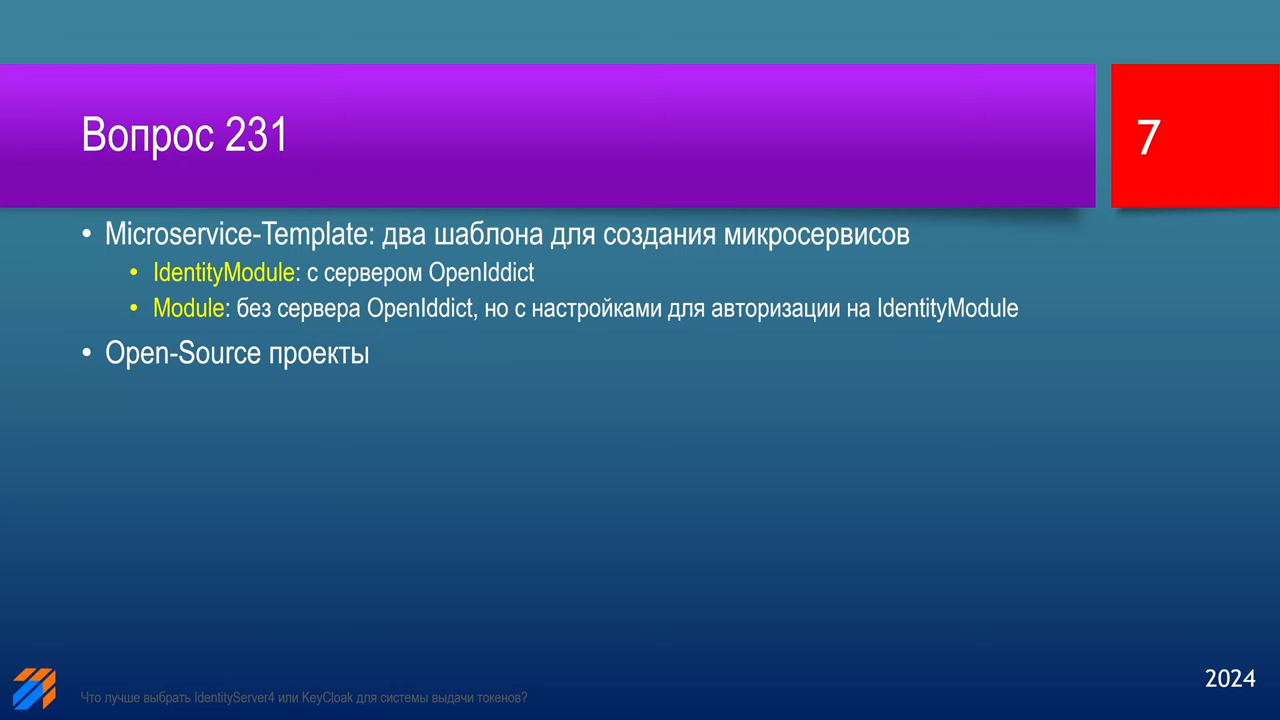 Вопрос 231
7
• Microservice-Template: два шаблона для создания микросервисов
• IdentityModule: с сервером OpenIddict
• Module: без сервера OpenIddict, но с настройками для авторизации на IdentityModule
• Open-Source проекты
2024
Что лучше выбрать IdentityServer4 или KeyCloak для системы выдачи токенов?